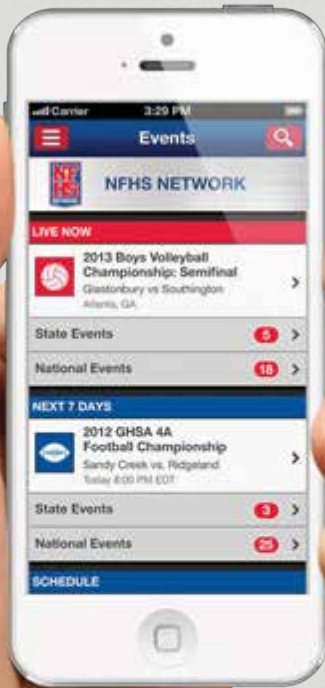 Carrier 3:29 PM
Events
NFHS NFHS NETWORK
LIVE NOW
2013 Boys Volleyball
Championship: Semifinal
Glastonbury vs Southington
Atlanta, GA
State Events 5
National Events 18
NEXT 7 DAYS
2012 GHSA 4A
Football Championship
Sandy Creek vs. Ridgeland
Today 8:00 PM EDT
State Events 3
National Events 25
SCHEDULE